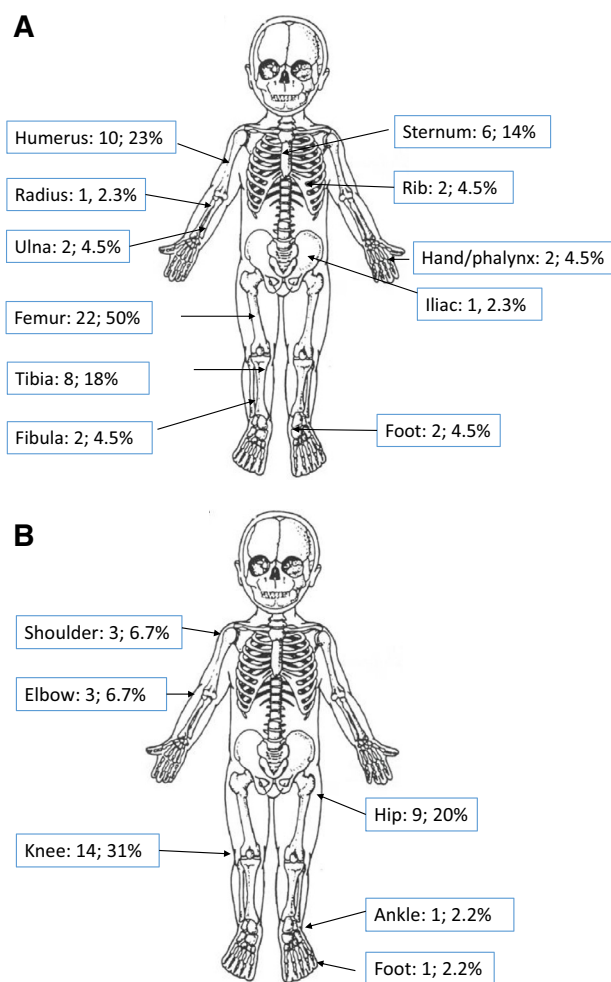 A
Humerus: 10; 23%
Sternum: 6; 14%
Radius: 1, 2.3%
Rib: 2; 4.5%
Ulna: 2; 4.5%
Hand/phalynx: 2; 4.5%
Iliac: 1, 2.3%
Femur: 22; 50%
Tibia: 8; 18%
Fibula: 2; 4.5%
Foot: 2; 4.5%
B
Shoulder: 3; 6.7%
Elbow: 3; 6.7%
Hip: 9; 20%
Knee: 14; 31%
Ankle: 1; 2.2%
Foot: 1; 2.2%